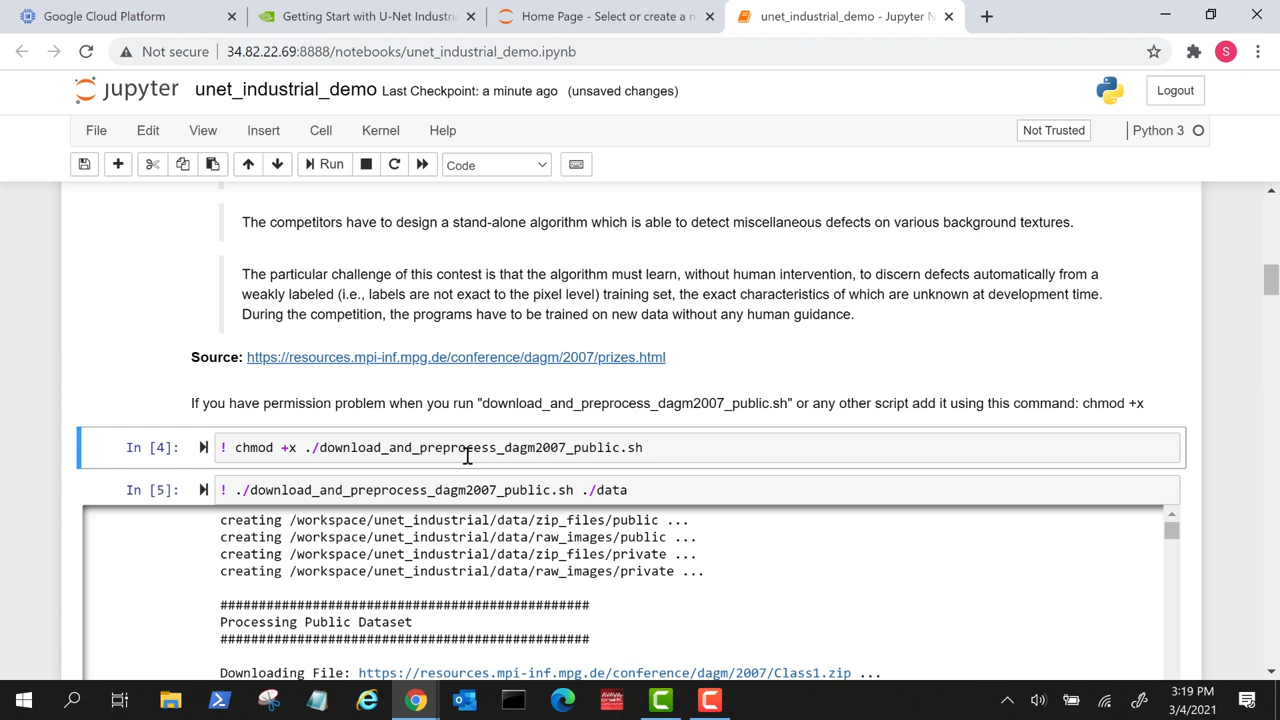 Google Cloud Platform
Getting Start with U-Net Industri
Home Page - Select or create a n
unet_industrial_demo - Jupyter N
Not secure
34.82.22.69:8888/notebooks/unet_industrial_demo.ipynb
S
jupyter
unet_industrial_demo Last Checkpoint: a minute ago (unsaved changes)
Logout
File Edit View Insert Cell Kernel Help
Not Trusted
Python 3
Run
Code
The competitors have to design a stand-alone algorithm which is able to detect miscellaneous defects on various background textures.
The particular challenge of this contest is that the algorithm must learn, without human intervention, to discern defects automatically from a
weakly labeled (i.e., labels are not exact to the pixel level) training set, the exact characteristics of which are unknown at development time.
During the competition, the programs have to be trained on new data without any human guidance.
Source: https://resources.mpi-inf.mpg.de/conference/dagm/2007/prizes.html
If you have permission problem when you run "download_and_preprocess_dagm2007_public.sh" or any other script add it using this command: chmod +x
In [4]: ! chmod +x ./download_and_preprocess_dagm2007_public.sh
In [5]: ! ./download_and_preprocess_dagm2007_public.sh ./data
creating /workspace/unet_industrial/data/zip_files/public ...
creating /workspace/unet_industrial/data/raw_images/public ...
creating /workspace/unet_industrial/data/zip_files/private ...
creating /workspace/unet_industrial/data/raw_images/private ...
################################################
Processing Public Dataset
################################################
Downloading File: https://resources.mpi-inf.mpg.de/conference/dagm/2007/Class1.zip ...
AVAYA
3:19 PM
3/4/2021